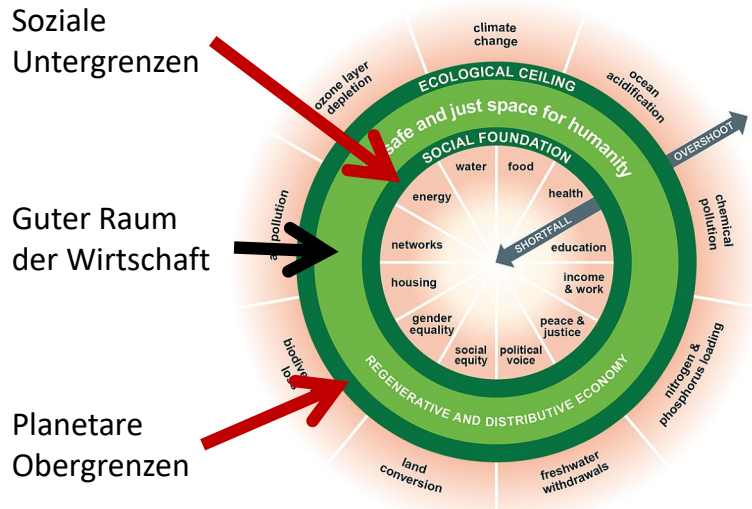 Soziale
Untergrenzen
Guter Raum
der Wirtschaft
Planetare
Obergrenzen
climate
change
ocean
acidification
chemical
pollution
nitrogen &
phosphorus loading
freshwater
withdrawals
land
conversion
loss
pollution
ozone layer
depletion
ECOLOGICAL CEILING
safe and just space for humanity
SOCIAL FOUNDATION
OVERSHOOT
SHORTFALL
water
food
health
education
income
& work
peace &
justice
political
voice
social
equity
gender
equality
housing
networks
energy
REGENERATIVE AND DISTRIBUTIVE ECONOMY